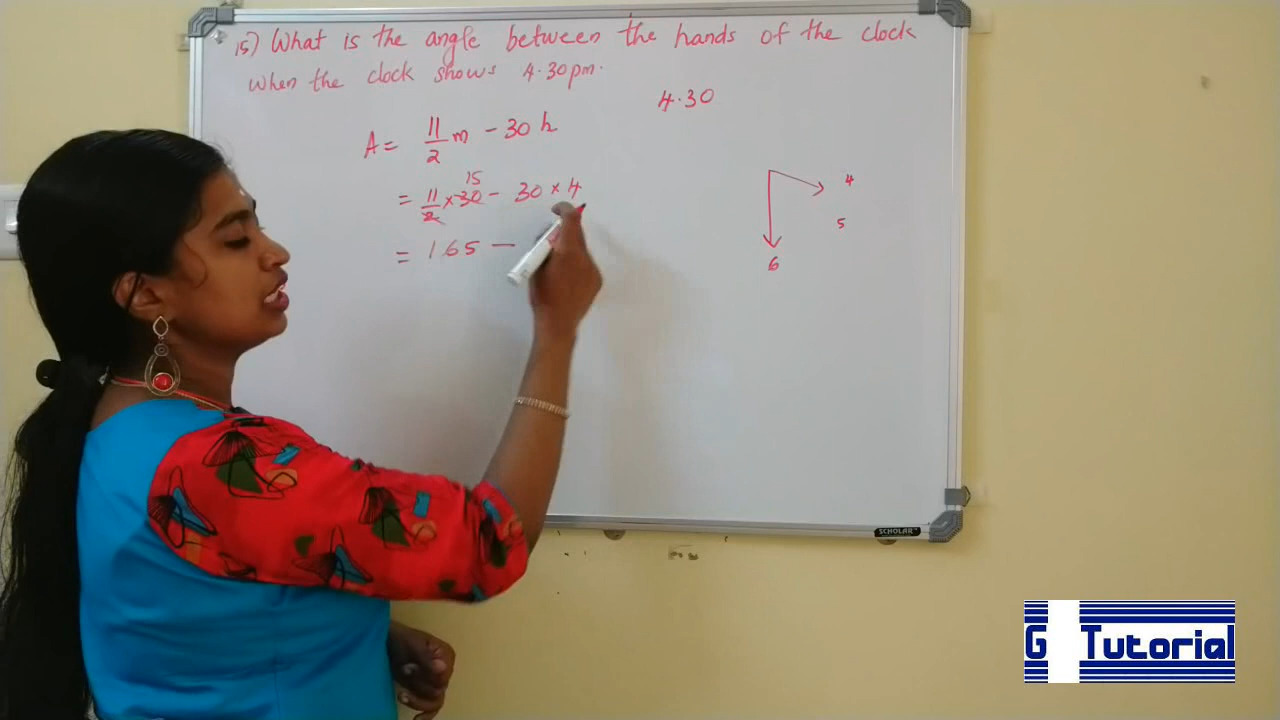 15) What is the angle between the hands of the clock
when the clock shows 4.30pm.
4.30
A = 11/2 m - 30 h
= 11/2 × 30 15 - 30 × 4
= 165 -
4
5
6
SCHOLAR
G Tutorial